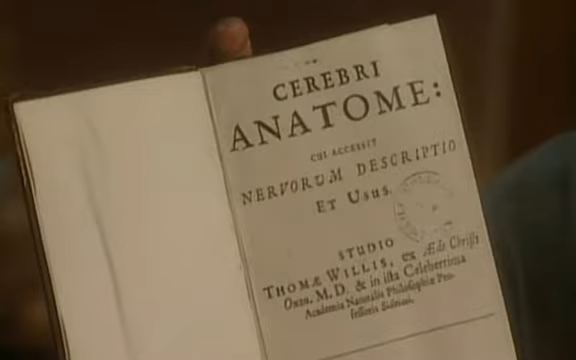 CEREBRI
ANATOME:
CUI ACCESSIT
NERVORUM DESCRIPTIO
ET Usus.
STUDIO
THOMÆ WILLIS, ex Æde Christi
Oxon. M.D. & in ista Celeberrima
Academia Naturalis Philosophiæ Pro-
fessoris Sidleiani.